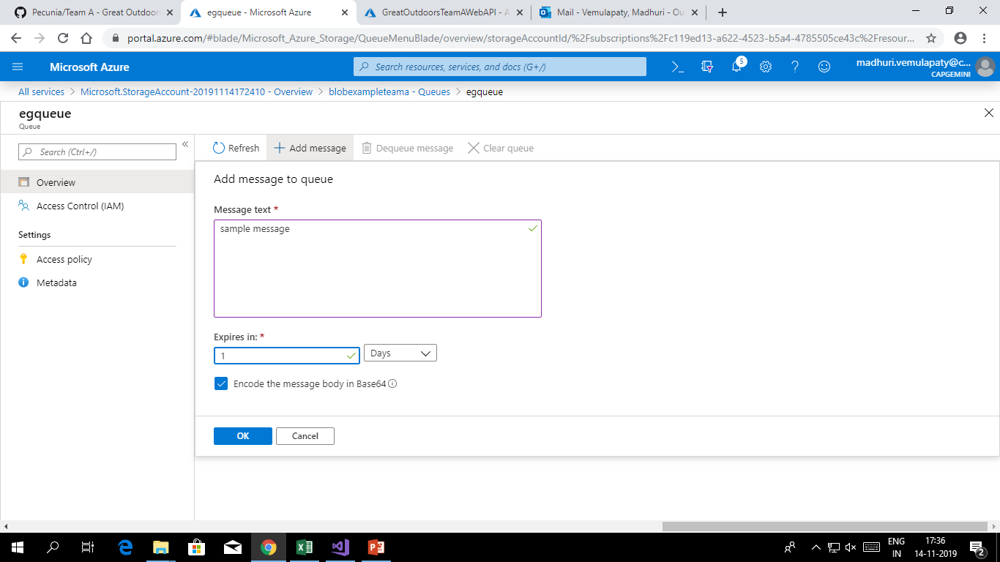 Pecunia/Team A - Great Outdoor
egqueue - Microsoft Azure
GreatOutdoorsTeamAWebAPI - A
Mail - Vemulapaty, Madhuri - Ou
portal.azure.com/#blade/Microsoft_Azure_Storage/QueueMenuBlade/overview/storageAccountId/%2Fsubscriptions%2Fc119ed13-a622-4523-b5a4-4785505ce43c%2Fresour...
Microsoft Azure
Search resources, services, and docs (G+/)
5
madhuri.vemulapaty@c...
CAPGEMINI
All services > Microsoft.StorageAccount-20191114172410 - Overview > blobexampleteama - Queues > egqueue
egqueue
Queue
Search (Ctrl+/)
Overview
Access Control (IAM)
Settings
Access policy
Metadata
Refresh
Add message
Dequeue message
Clear queue
Add message to queue
Message text *
sample message
Expires in: *
1
Days
Encode the message body in Base64
OK
Cancel
ENG
IN
17:36
14-11-2019
2